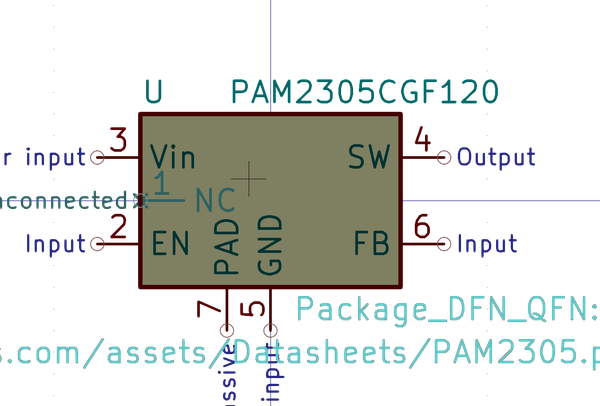 U PAM2305CGF120
r input 3 Vin SW 4 Output
nconnected 1 NC
Input 2 EN PAD GND FB 6 Input
7 5 Package_DFN_QFN:
s.com/assets/Datasheets/PAM2305.p
assive input